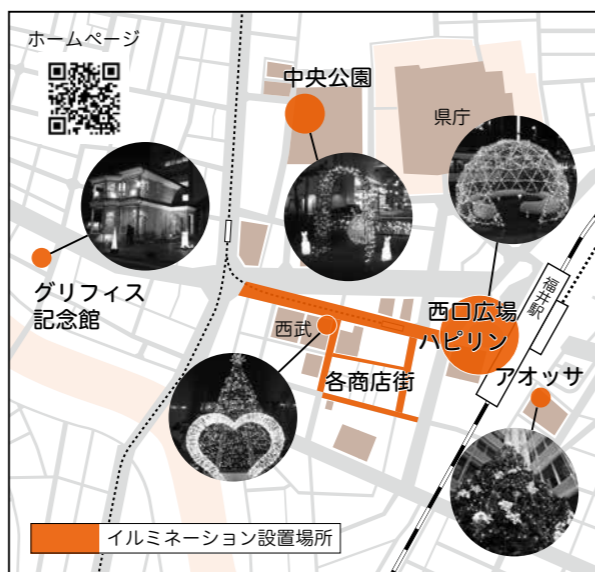 ホームページ
中央公園
県庁
グリフィス
記念館
西武
各商店街
西口広場
ハピリン
福井駅
アオッサ
イルミネーション設置場所